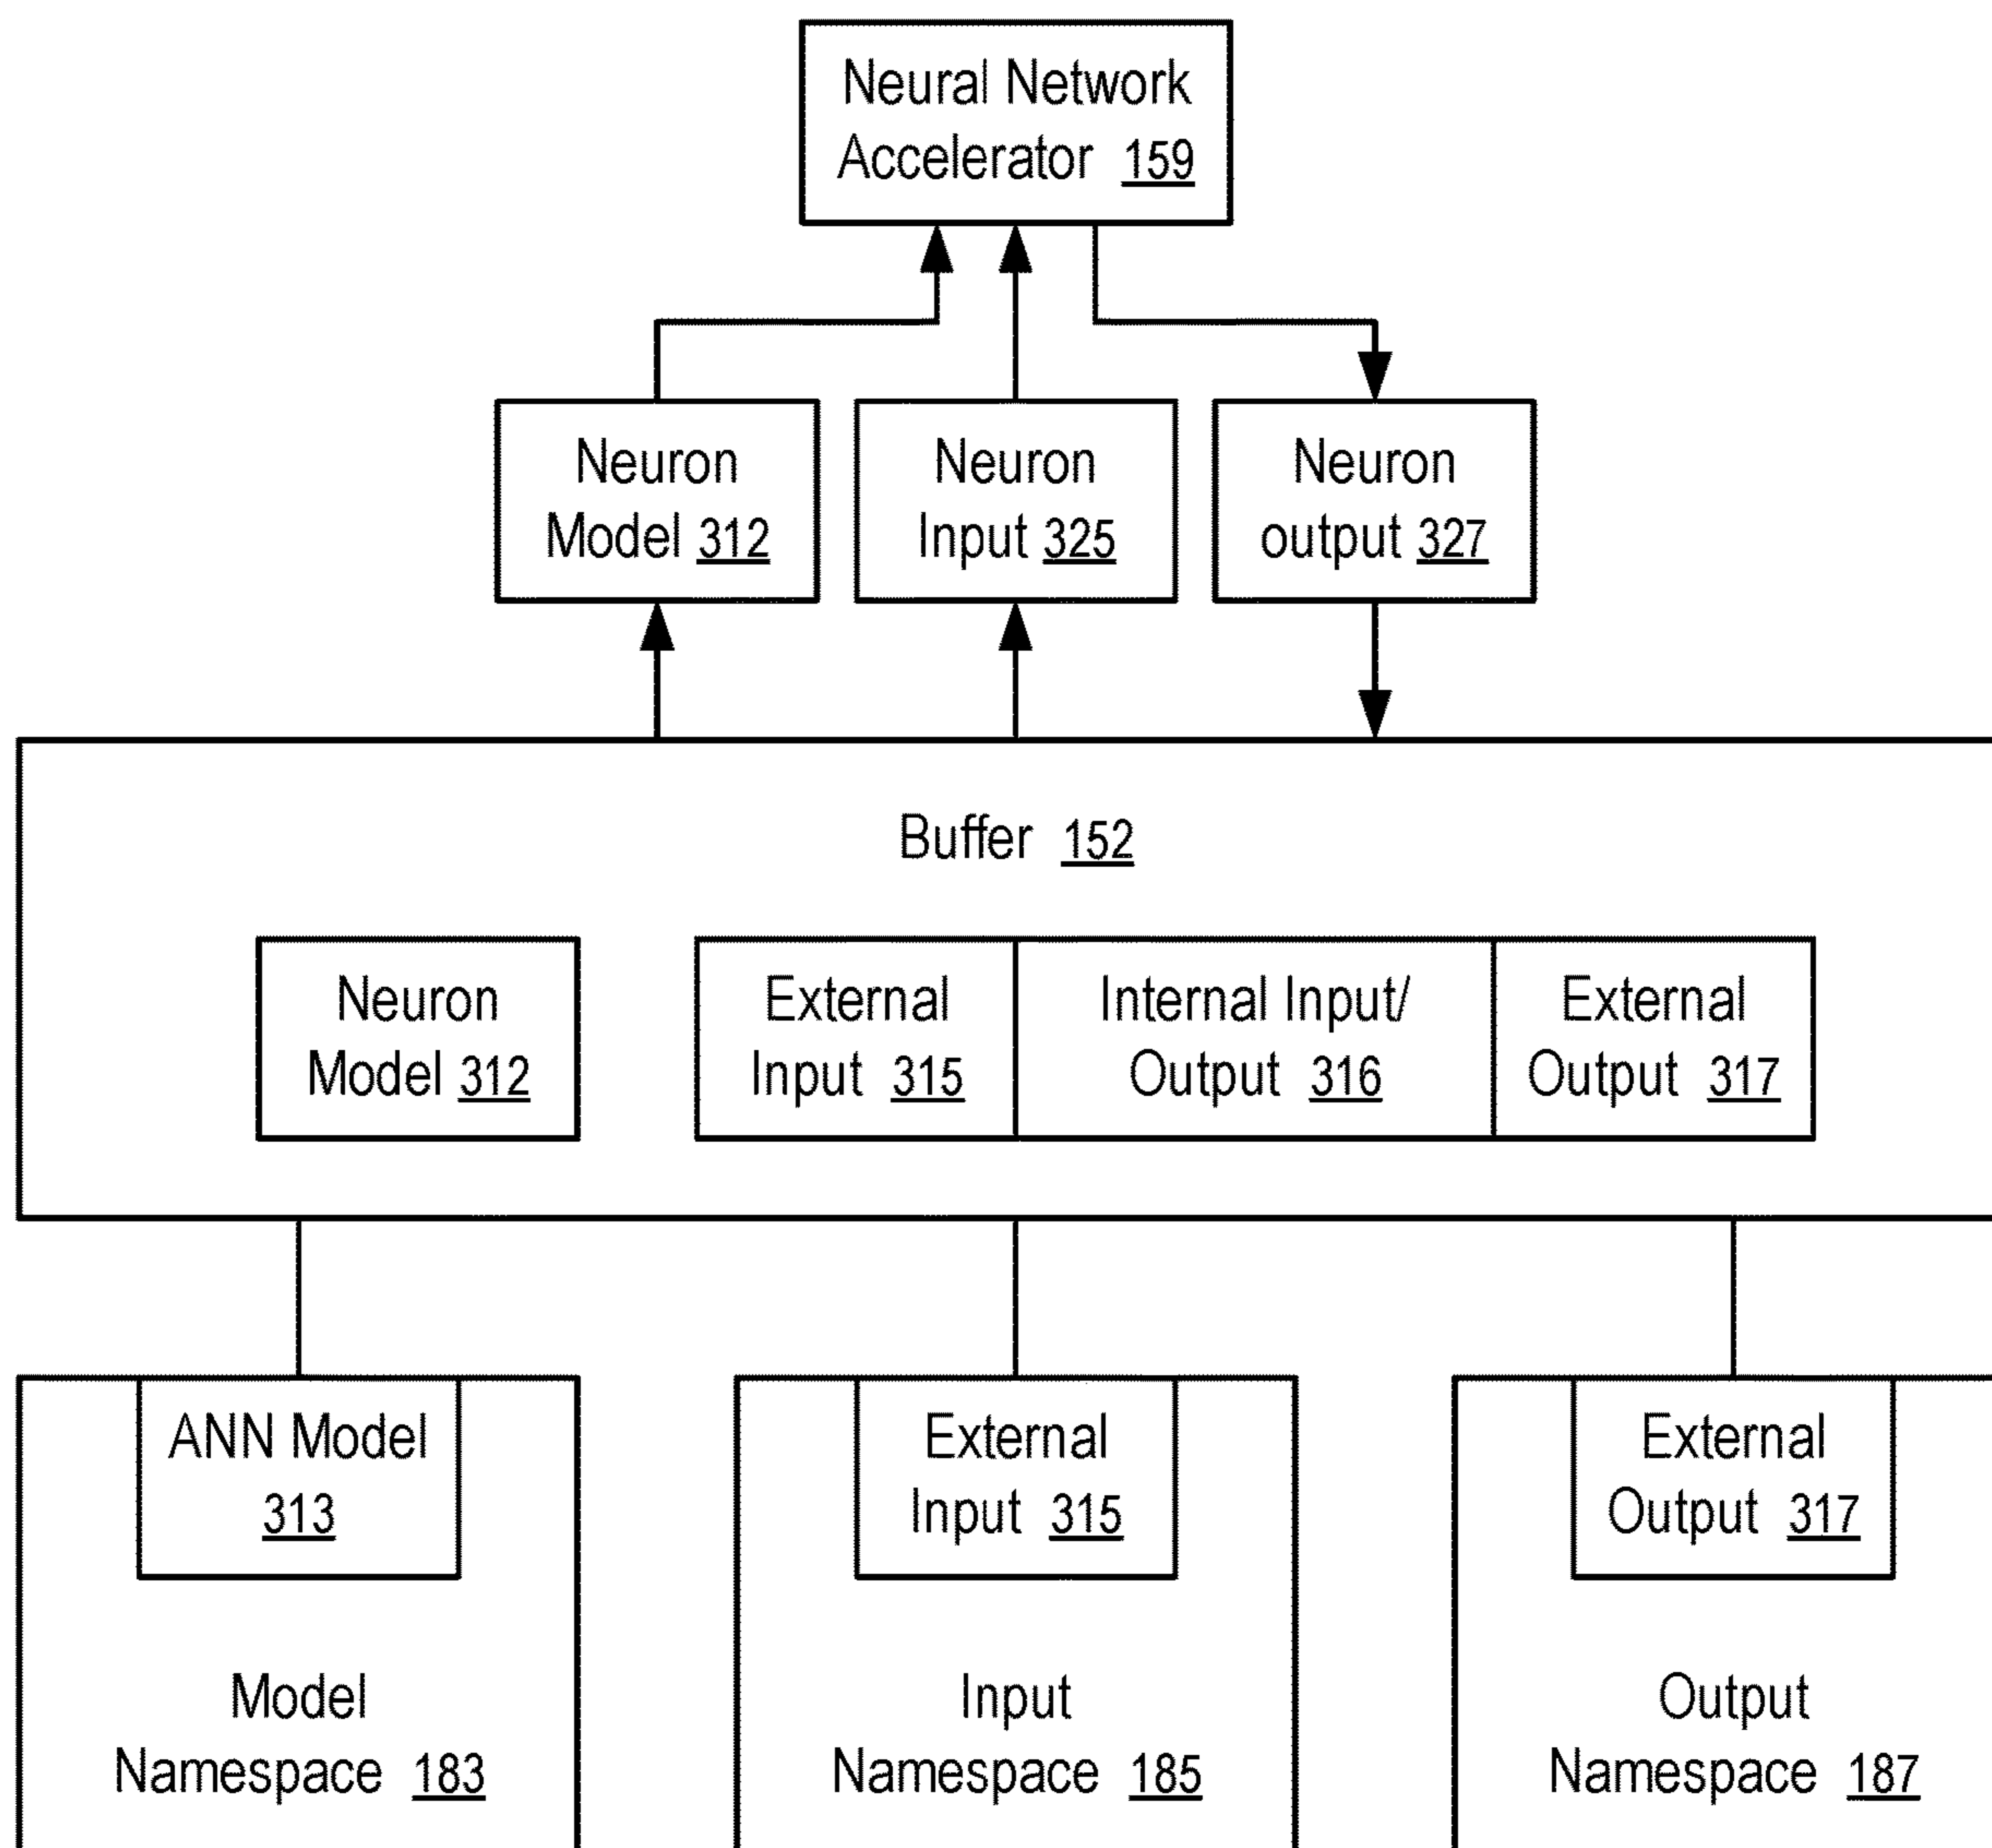 Neural Network
Accelerator 159
Neuron
Model 312
Neuron
Input 325
Neuron
output 327
Buffer 152
Neuron
Model 312
External
Input 315
Internal Input/
Output 316
External
Output 317
ANN Model
313
External
Input 315
External
Output 317
Model
Namespace 183
Input
Namespace 185
Output
Namespace 187